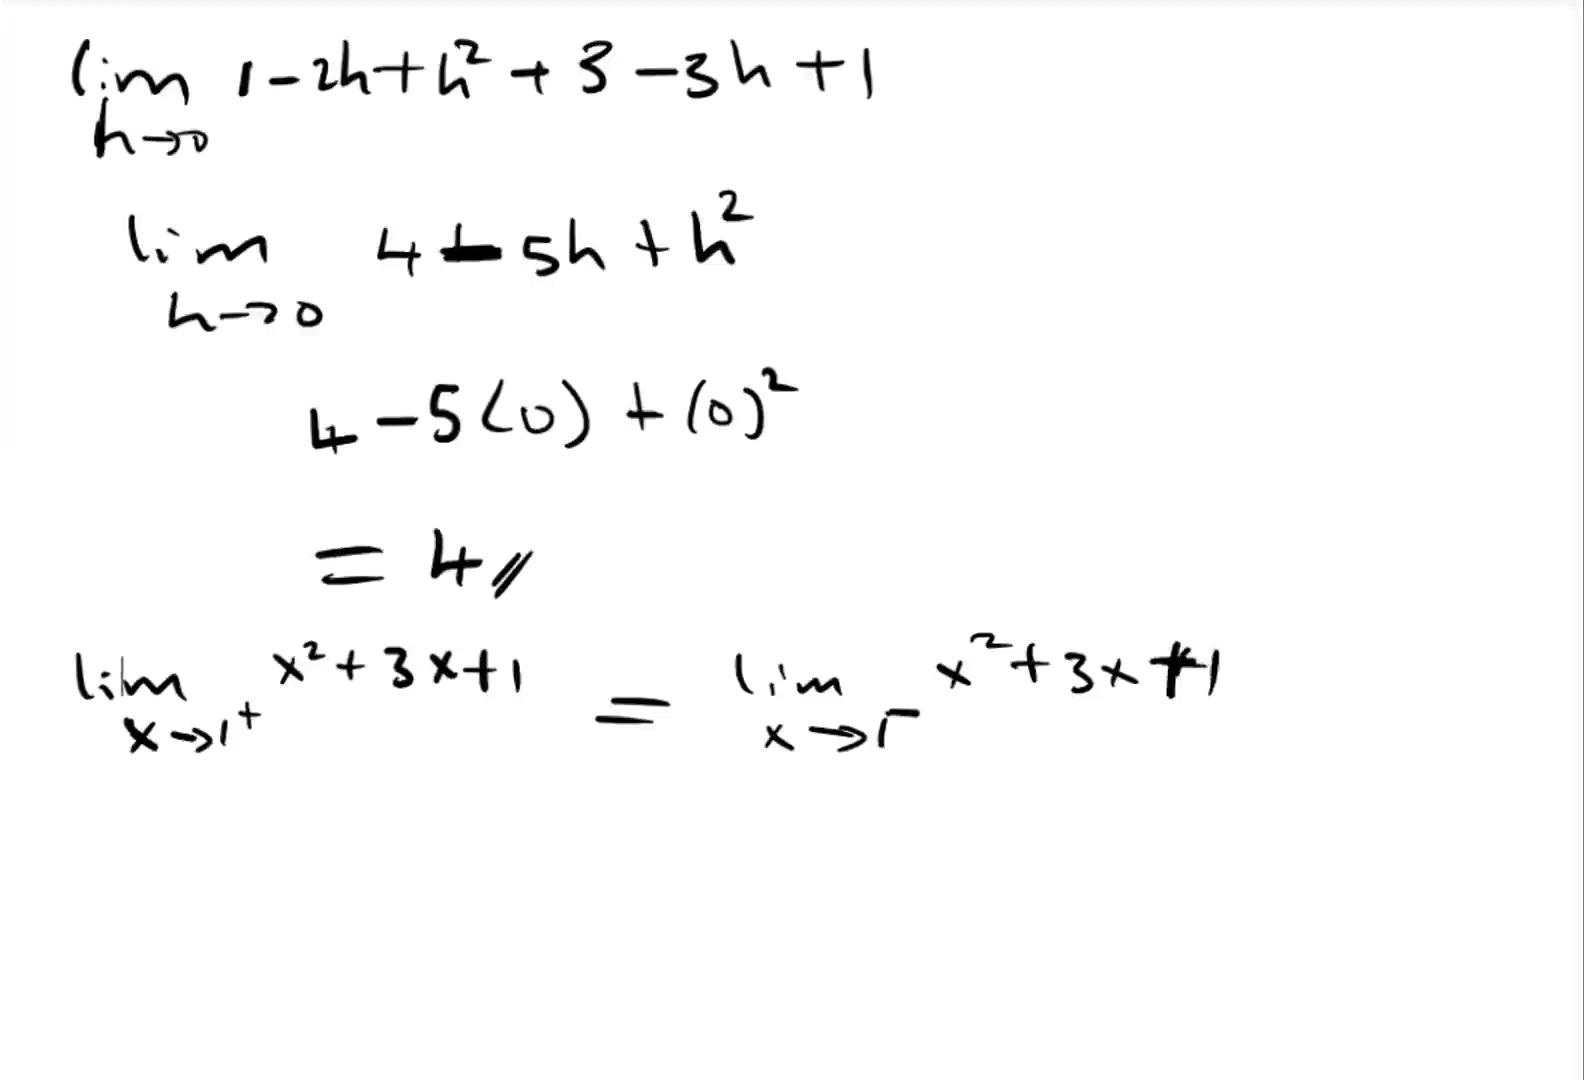 lim 1-2h+h² + 3 -3h +1
h→0
lim 4 - 5h + h²
h→0
4 - 5(0) + (0)²
= 4//
lim x²+3x+1 = lim x²+3x+1
x→1⁺ x→1⁻